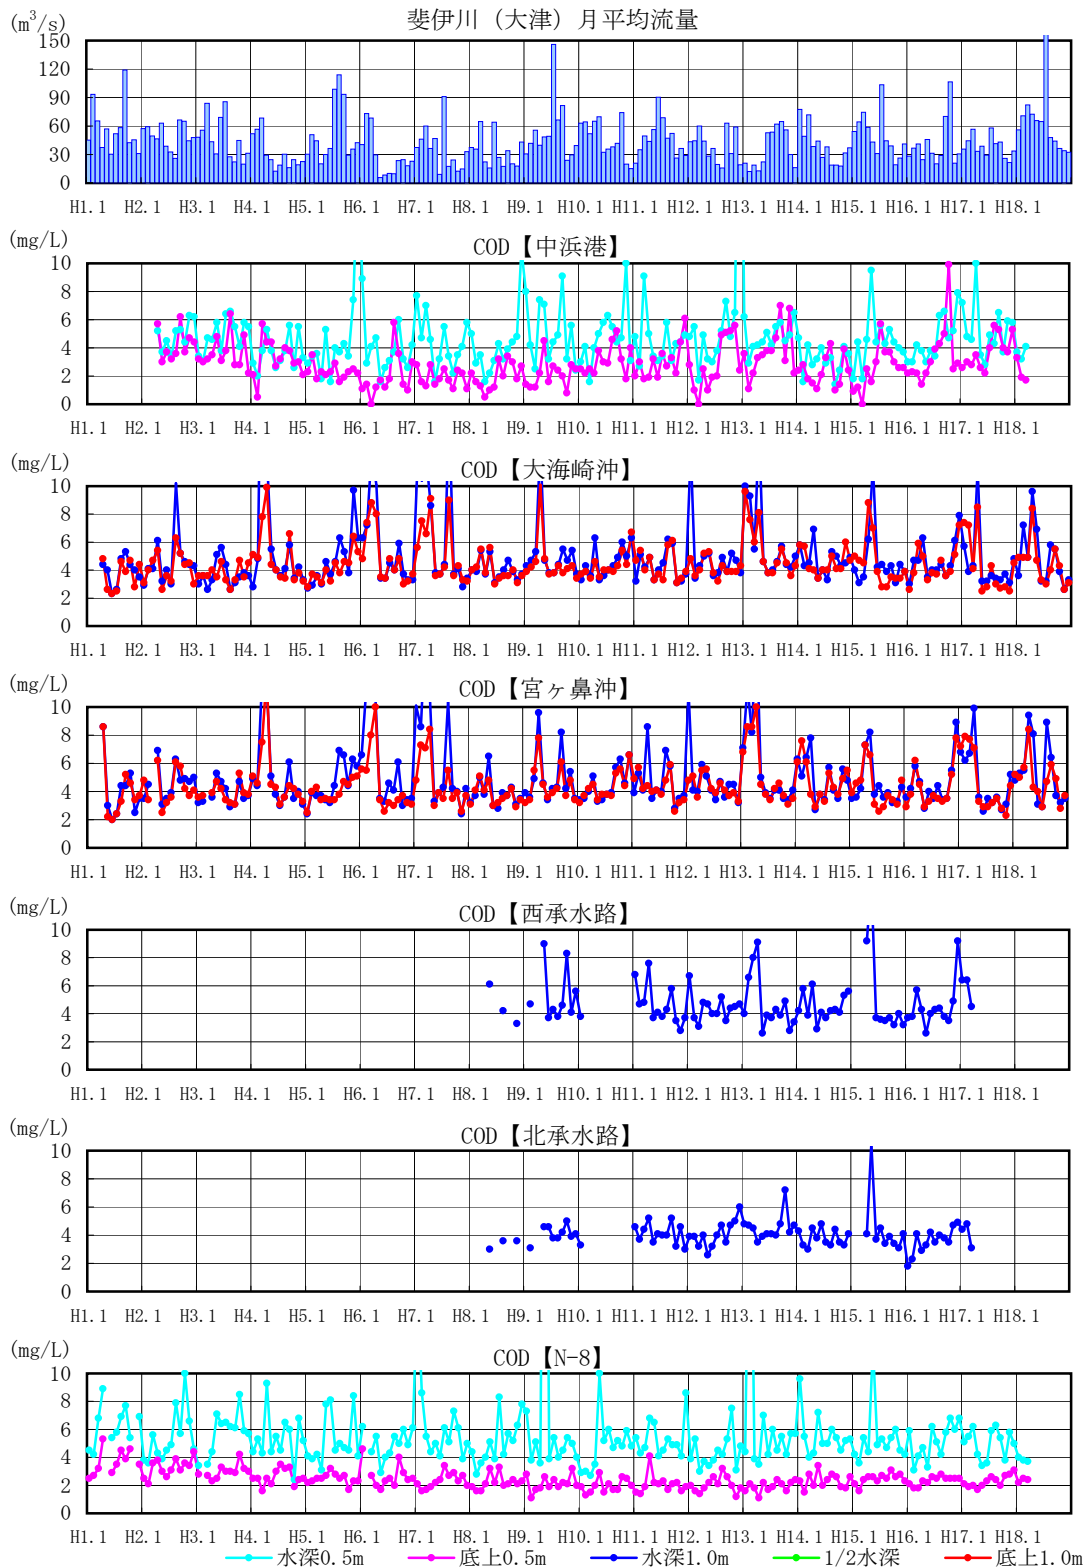 斐伊川（大津）月平均流量
(m3/s)
150
120
90
60
30
0
H1.1 H2.1 H3.1 H4.1 H5.1 H6.1 H7.1 H8.1 H9.1 H10.1 H11.1 H12.1 H13.1 H14.1 H15.1 H16.1 H17.1 H18.1
(mg/L)
COD【中浜港】
10
8
6
4
2
0
H1.1 H2.1 H3.1 H4.1 H5.1 H6.1 H7.1 H8.1 H9.1 H10.1 H11.1 H12.1 H13.1 H14.1 H15.1 H16.1 H17.1 H18.1
(mg/L)
COD【大海崎沖】
10
8
6
4
2
0
H1.1 H2.1 H3.1 H4.1 H5.1 H6.1 H7.1 H8.1 H9.1 H10.1 H11.1 H12.1 H13.1 H14.1 H15.1 H16.1 H17.1 H18.1
(mg/L)
COD【宮ヶ鼻沖】
10
8
6
4
2
0
H1.1 H2.1 H3.1 H4.1 H5.1 H6.1 H7.1 H8.1 H9.1 H10.1 H11.1 H12.1 H13.1 H14.1 H15.1 H16.1 H17.1 H18.1
(mg/L)
COD【西承水路】
10
8
6
4
2
0
H1.1 H2.1 H3.1 H4.1 H5.1 H6.1 H7.1 H8.1 H9.1 H10.1 H11.1 H12.1 H13.1 H14.1 H15.1 H16.1 H17.1 H18.1
(mg/L)
COD【北承水路】
10
8
6
4
2
0
H1.1 H2.1 H3.1 H4.1 H5.1 H6.1 H7.1 H8.1 H9.1 H10.1 H11.1 H12.1 H13.1 H14.1 H15.1 H16.1 H17.1 H18.1
(mg/L)
COD【N-8】
10
8
6
4
2
0
H1.1 H2.1 H3.1 H4.1 H5.1 H6.1 H7.1 H8.1 H9.1 H10.1 H11.1 H12.1 H13.1 H14.1 H15.1 H16.1 H17.1 H18.1
水深0.5m 底上0.5m 水深1.0m 1/2水深 底上1.0m